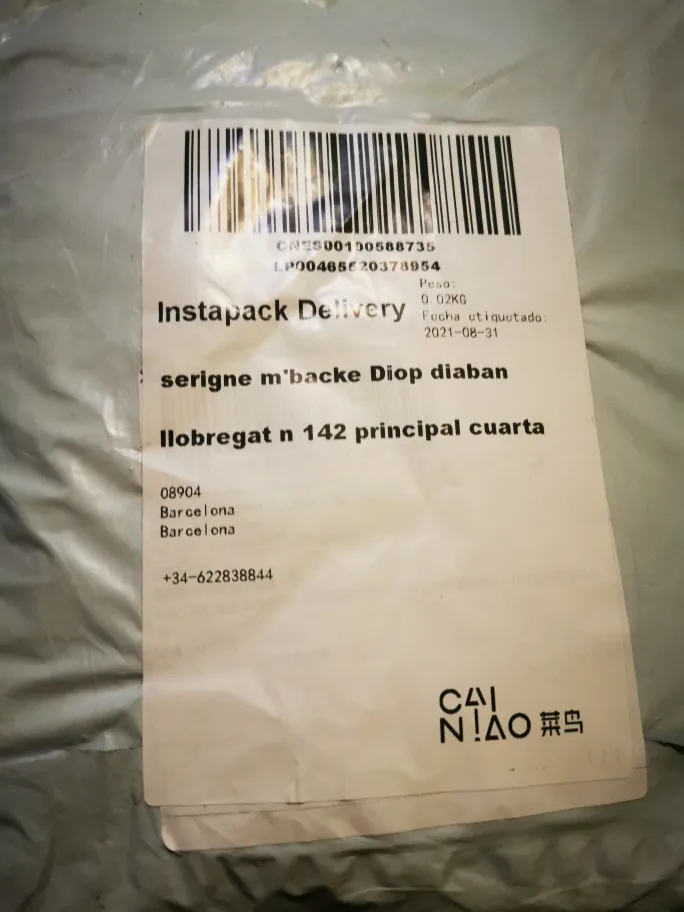 CNES00100588735
LP00465620378954
Peso:
0.02KG
Instapack Delivery
Fecha etiquetado:
2021-08-31
serigne m'backe Diop diaban
llobregat n 142 principal cuarta
08904
Barcelona
Barcelona
+34-622838844
CAI
NIAO 菜鸟